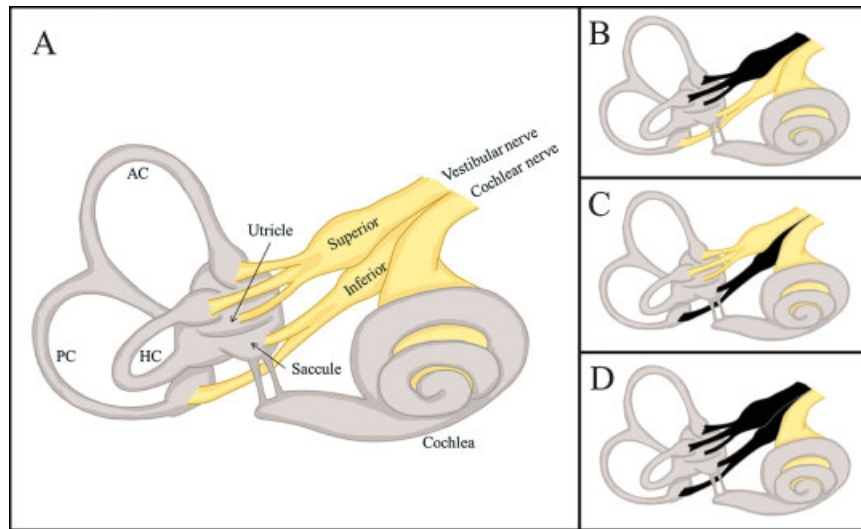 A
AC
Utricle
Superior
Vestibular nerve
Cochlear nerve
Inferior
PC
HC
Saccule
Cochlea
B
C
D